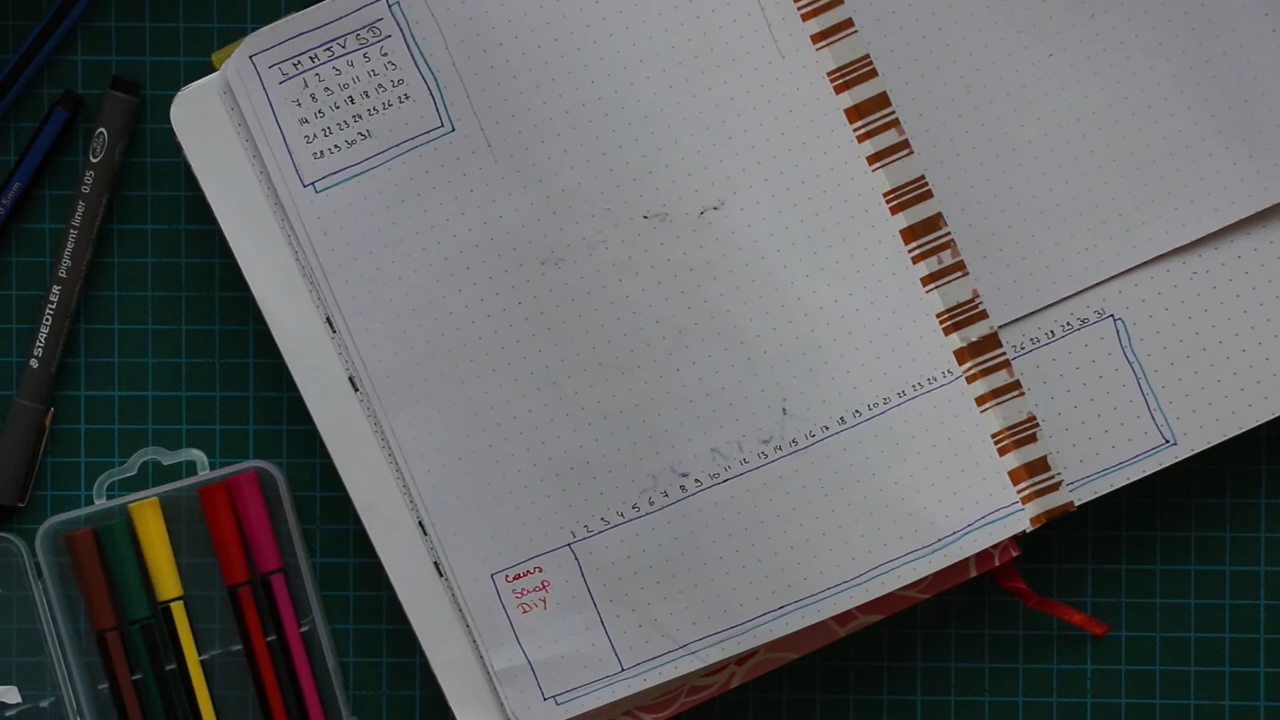 L M M J V S D
1 2 3 4 5 6
7 8 9 10 11 12 13
14 15 16 17 18 19 20
21 22 23 24 25 26 27
28 29 30 31
STAEDTLER pigment liner 0.05
0.5mm
1 2 3 4 5 6 7 8 9 10 11 12 13 14 15 16 17 18 19 20 21 22 23 24 25 26 27 28 29 30 31
cours
Scrap
DiY